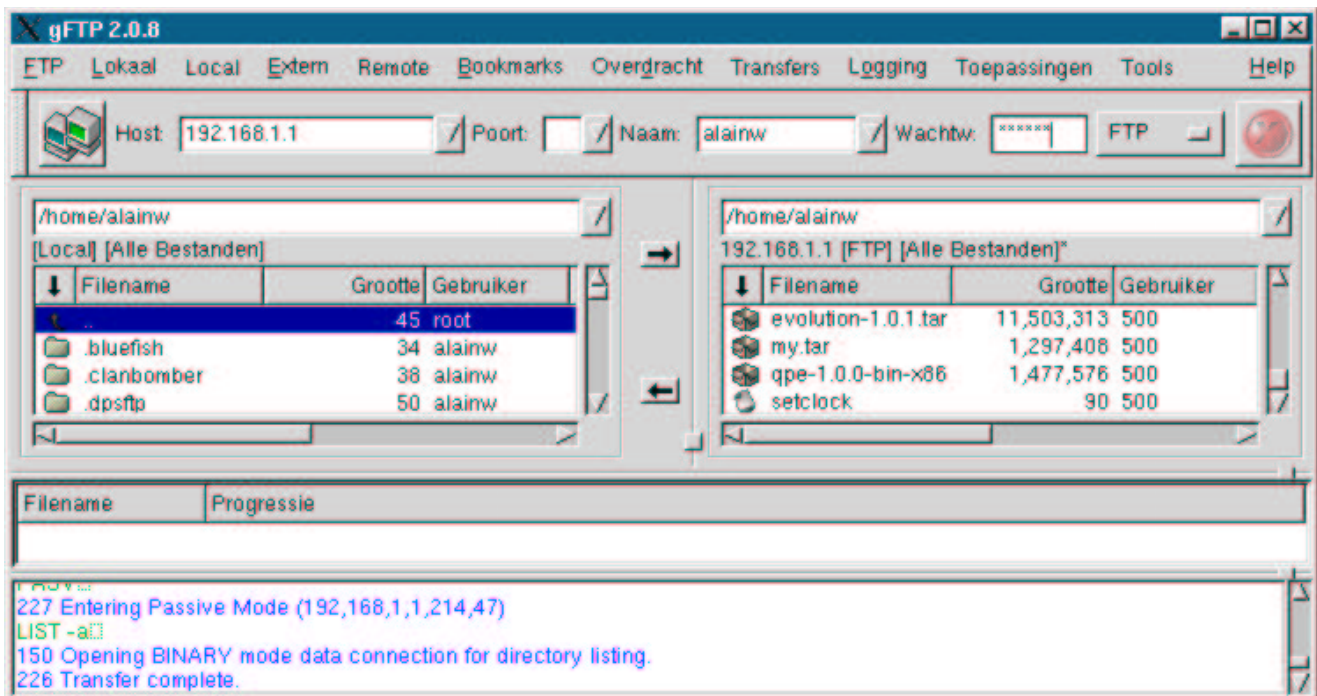 gFTP 2.0.8
FTP Lokaal Local Extern Remote Bookmarks Overdracht Transfers Logging Toepassingen Tools Help
Host: 192.168.1.1 Poort: Naam: alainw Wachtw: ****** FTP
/home/alainw
[Local] [Alle Bestanden]
Filename Grootte Gebruiker
.. 45 root
.bluefish 34 alainw
.clanbomber 38 alainw
.dpsftp 50 alainw
/home/alainw
192.168.1.1 [FTP] [Alle Bestanden]*
Filename Grootte Gebruiker
evolution-1.0.1.tar 11,503,313 500
my.tar 1,297,408 500
qpe-1.0.0-bin-x86 1,477,576 500
setclock 90 500
Filename Progressie
PASV
227 Entering Passive Mode (192,168,1,1,214,47)
LIST -a
150 Opening BINARY mode data connection for directory listing.
226 Transfer complete.